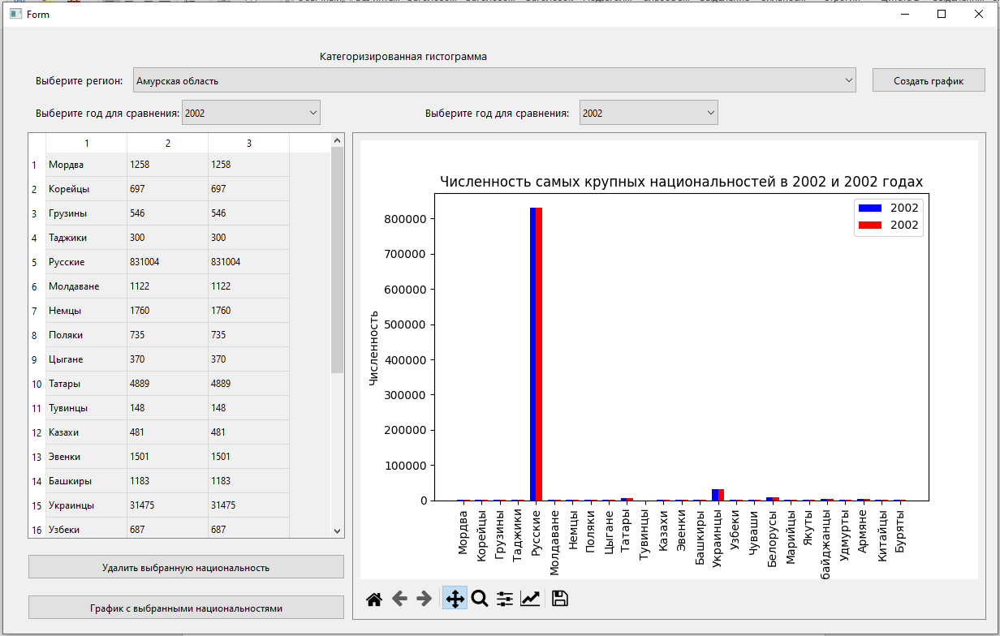 Form
Категоризированная гистограмма
Выберите регион: Амурская область Создать график
Выберите год для сравнения: 2002 Выберите год для сравнения: 2002
1 2 3
1 Мордва 1258 1258
2 Корейцы 697 697
3 Грузины 546 546
4 Таджики 300 300
5 Русские 831004 831004
6 Молдаване 1122 1122
7 Немцы 1760 1760
8 Поляки 735 735
9 Цыгане 370 370
10 Татары 4889 4889
11 Тувинцы 148 148
12 Казахи 481 481
13 Эвенки 1501 1501
14 Башкиры 1183 1183
15 Украинцы 31475 31475
16 Узбеки 687 687
Удалить выбранную национальность
График с выбранными национальностями
Численность самых крупных национальностей в 2002 и 2002 годах
2002
2002
Численность
800000
700000
600000
500000
400000
300000
200000
100000
0
Мордва
Корейцы
Грузины
Таджики
Русские
Молдаване
Немцы
Поляки
Цыгане
Татары
Тувинцы
Казахи
Эвенки
Башкиры
Украинцы
Узбеки
Чуваши
Белорусы
Марийцы
Якуты
байджанцы
Удмурты
Армяне
Китайцы
Буряты